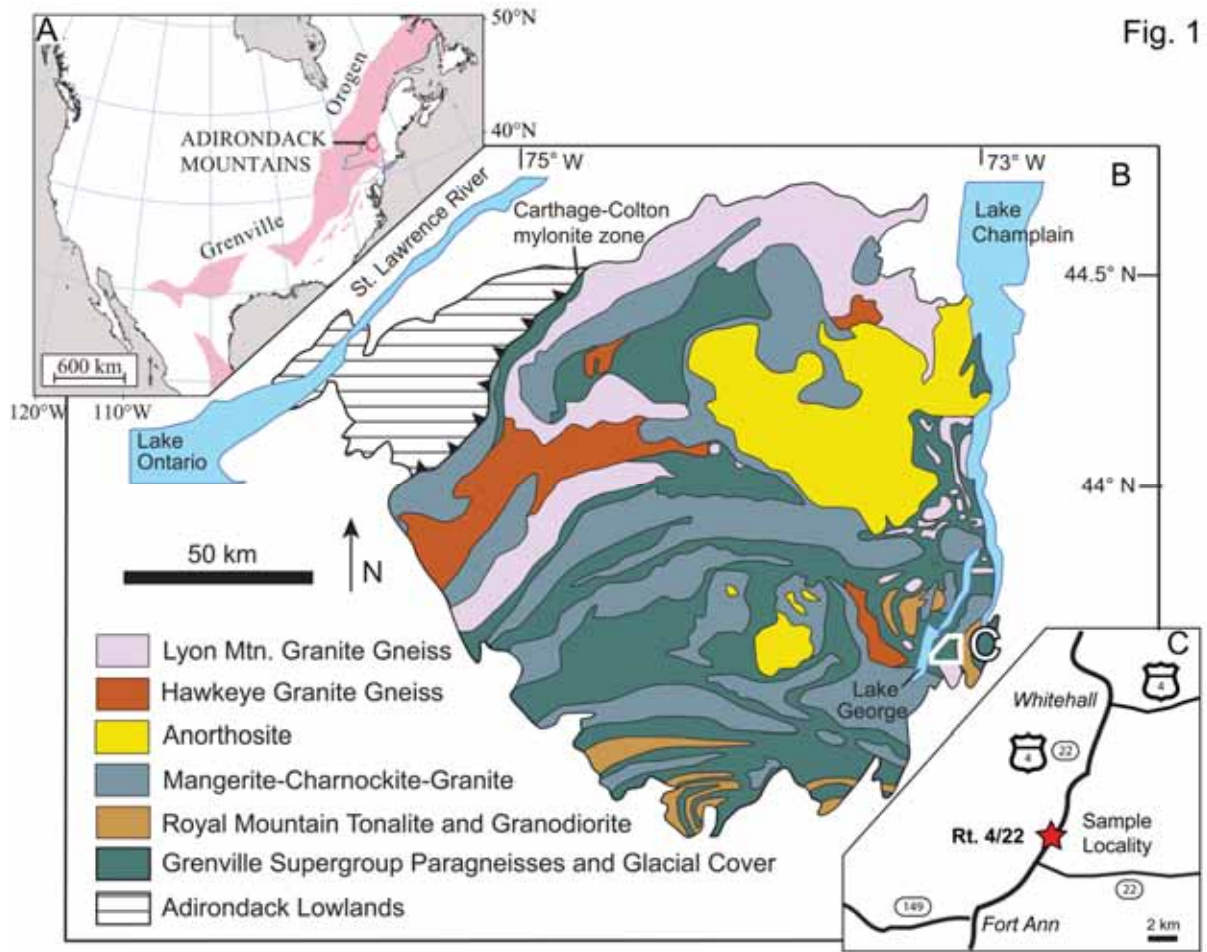 Fig. 1
A
50°N
40°N
Orogen
ADIRONDACK
MOUNTAINS
Grenville
600 km
120°W
110°W
B
75° W
73° W
St. Lawrence River
Carthage-Colton
mylonite zone
Lake
Champlain
44.5° N
Lake
Ontario
44° N
50 km
N
C
Lake
George
Lyon Mtn. Granite Gneiss
Hawkeye Granite Gneiss
Anorthosite
Mangerite-Charnockite-Granite
Royal Mountain Tonalite and Granodiorite
Grenville Supergroup Paragneisses and Glacial Cover
Adirondack Lowlands
C
4
Whitehall
4
22
Rt. 4/22
Sample
Locality
22
149
Fort Ann
2 km